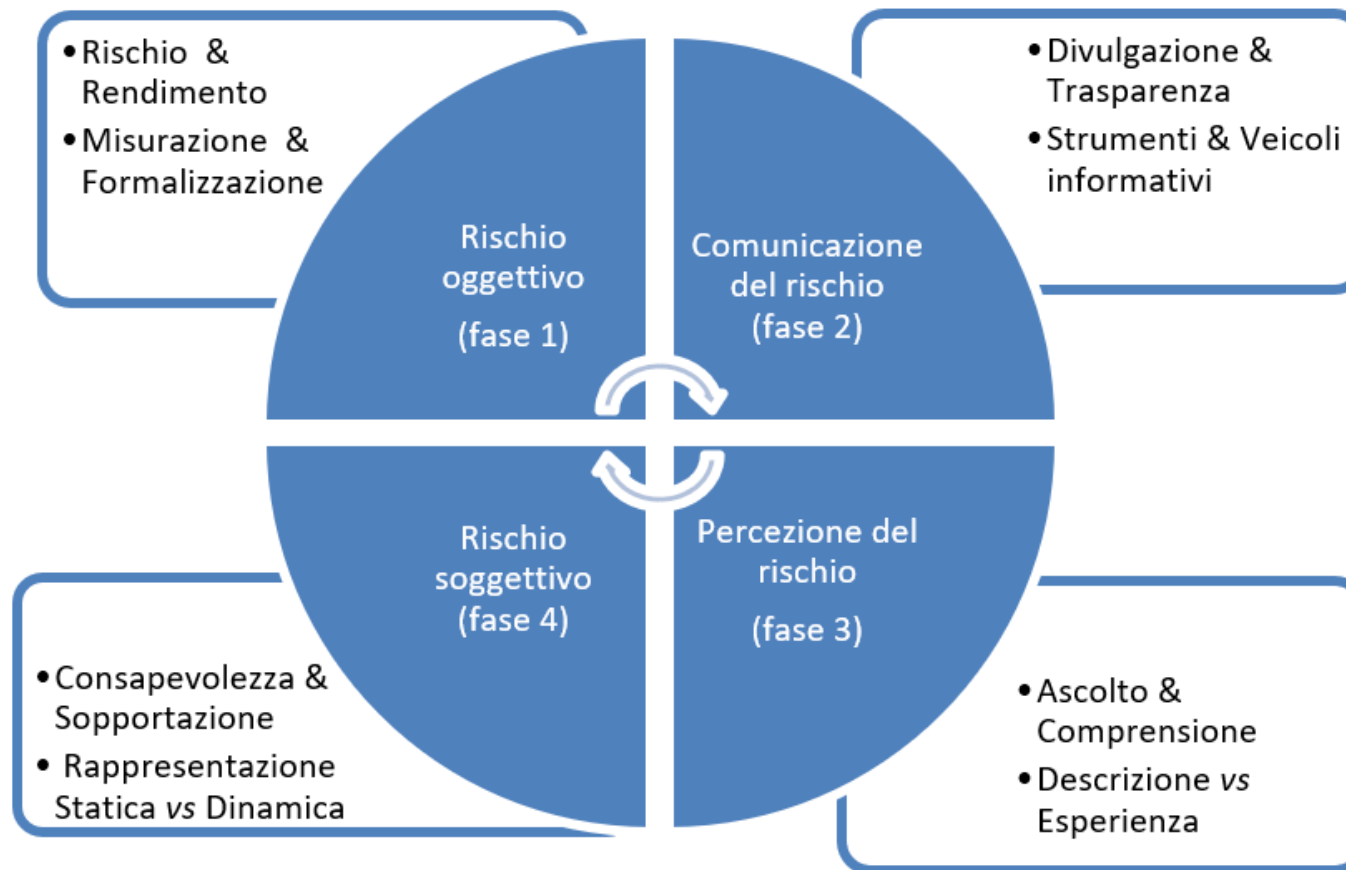 •Rischio &
Rendimento
•Misurazione &
Formalizzazione
•Divulgazione &
Trasparenza
•Strumenti & Veicoli
informativi
Rischio
oggettivo
(fase 1)
Comunicazione
del rischio
(fase 2)
Rischio
soggettivo
(fase 4)
Percezione del
rischio
(fase 3)
•Consapevolezza &
Sopportazione
• Rappresentazione
Statica vs Dinamica
•Ascolto &
Comprensione
•Descrizione vs
Esperienza